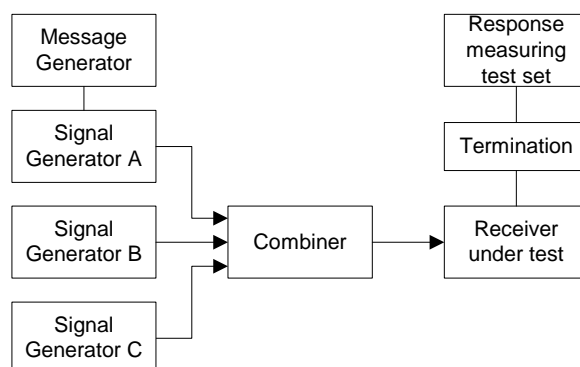 Message
Generator
Signal
Generator A
Signal
Generator B
Signal
Generator C
Combiner
Response
measuring
test set
Termination
Receiver
under test